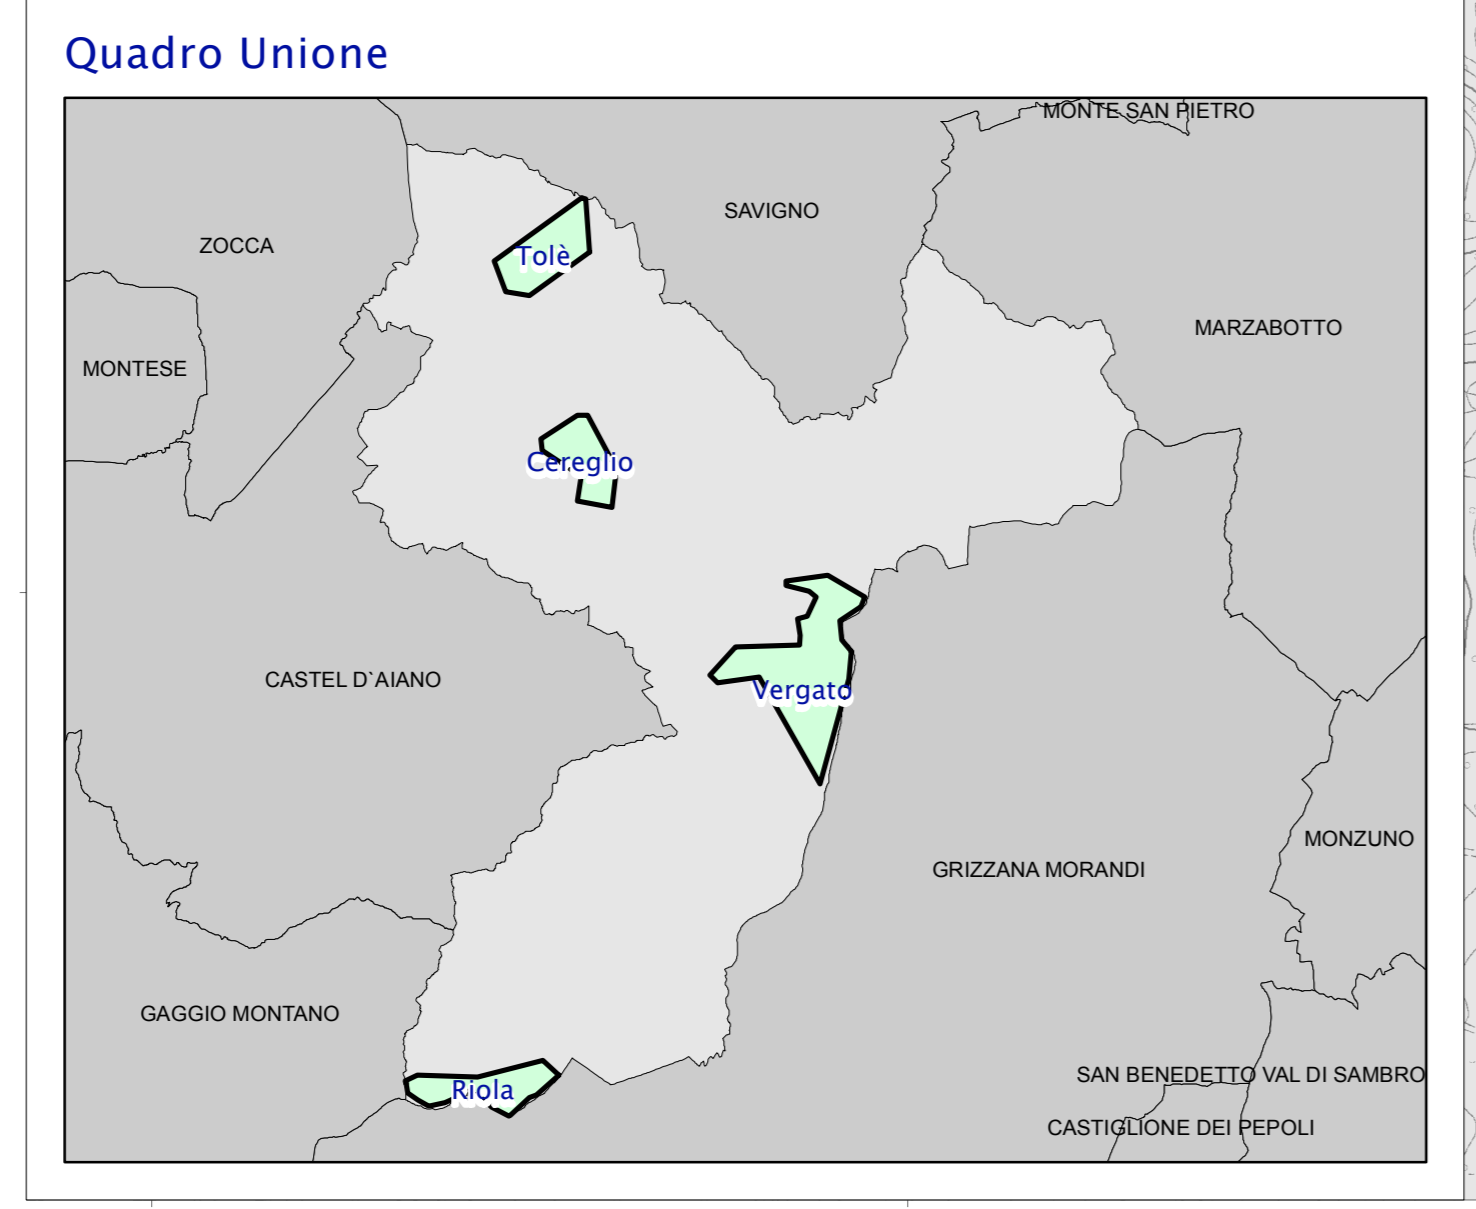 Quadro Unione
MONTE SAN PIETRO
SAVIGNO
ZOCCA
Tolè
MARZABOTTO
MONTESE
Cereglio
CASTEL D`AIANO
Vergato
MONZUNO
GRIZZANA MORANDI
GAGGIO MONTANO
SAN BENEDETTO VAL DI SAMBRO
Riola
CASTIGLIONE DEI PEPOLI